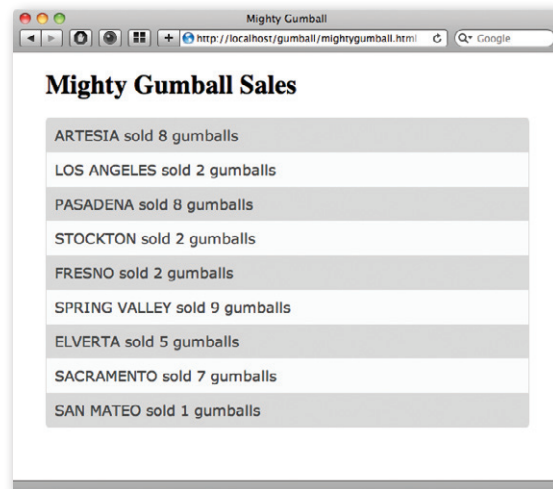 Mighty Gumball
http://localhost/gumball/mightygumball.html
Google
Mighty Gumball Sales
ARTESIA sold 8 gumballs
LOS ANGELES sold 2 gumballs
PASADENA sold 8 gumballs
STOCKTON sold 2 gumballs
FRESNO sold 2 gumballs
SPRING VALLEY sold 9 gumballs
ELVERTA sold 5 gumballs
SACRAMENTO sold 7 gumballs
SAN MATEO sold 1 gumballs